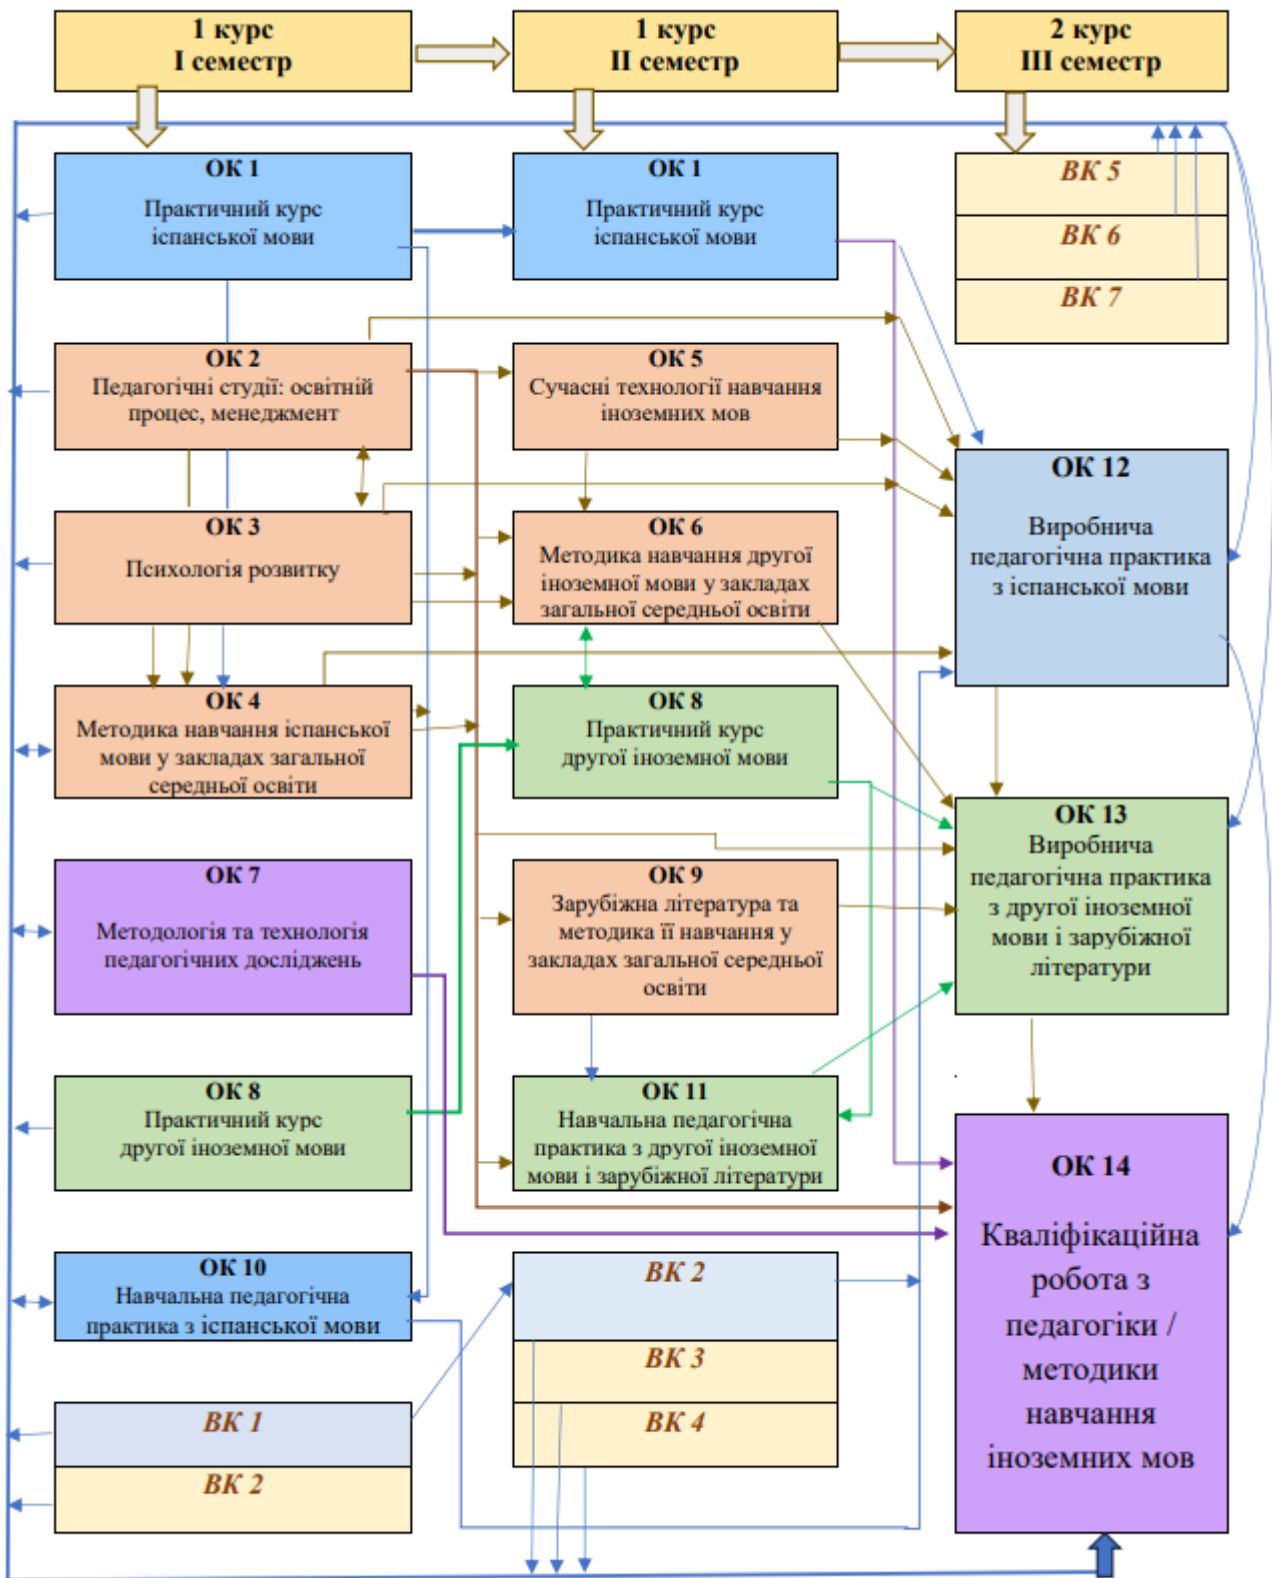 1 курс
I семестр
1 курс
II семестр
2 курс
III семестр
ОК 1
Практичний курс
іспанської мови
ОК 2
Педагогічні студії: освітній
процес, менеджмент
ОК 3
Психологія розвитку
ОК 4
Методика навчання іспанської
мови у закладах загальної
середньої освіти
ОК 7
Методологія та технологія
педагогічних досліджень
ОК 8
Практичний курс
другої іноземної мови
ОК 10
Навчальна педагогічна
практика з іспанської мови
ВК 1
ВК 2
ОК 1
Практичний курс
іспанської мови
ОК 5
Сучасні технології навчання
іноземних мов
ОК 6
Методика навчання другої
іноземної мови у закладах
загальної середньої освіти
ОК 8
Практичний курс
другої іноземної мови
ОК 9
Зарубіжна література та
методика її навчання у
закладах загальної середньої
освіти
ОК 11
Навчальна педагогічна
практика з другої іноземної
мови і зарубіжної літератури
ВК 2
ВК 3
ВК 4
ВК 5
ВК 6
ВК 7
ОК 12
Виробнича
педагогічна практика
з іспанської мови
ОК 13
Виробнича
педагогічна практика
з другої іноземної
мови і зарубіжної
літератури
ОК 14
Кваліфікаційна
робота з
педагогіки /
методики
навчання
іноземних мов